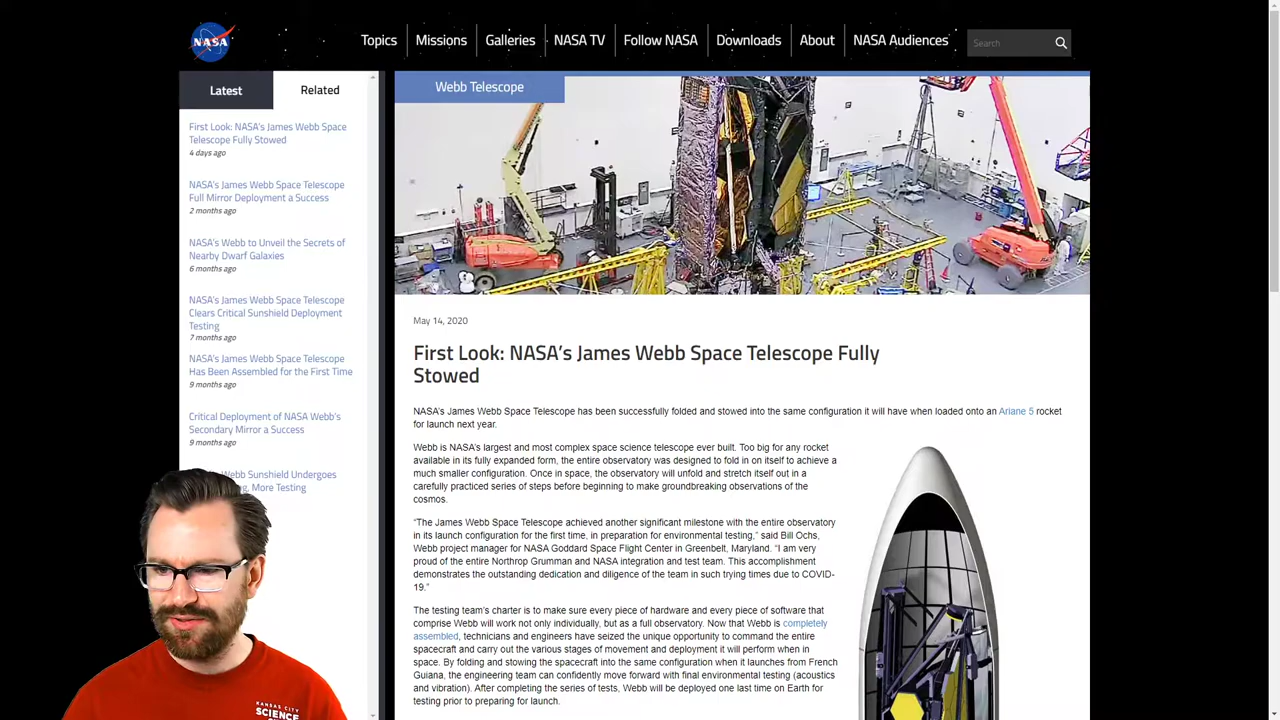 NASA
Topics
Missions
Galleries
NASA TV
Follow NASA
Downloads
About
NASA Audiences
Search
Latest
Related
First Look: NASA's James Webb Space
Telescope Fully Stowed
4 days ago
NASA's James Webb Space Telescope
Full Mirror Deployment a Success
2 months ago
NASA's Webb to Unveil the Secrets of
Nearby Dwarf Galaxies
6 months ago
NASA's James Webb Space Telescope
Clears Critical Sunshield Deployment
Testing
7 months ago
NASA's James Webb Space Telescope
Has Been Assembled for the First Time
9 months ago
Critical Deployment of NASA Webb's
Secondary Mirror a Success
9 months ago
Webb Sunshield Undergoes
More Testing
Webb Telescope
May 14, 2020
First Look: NASA's James Webb Space Telescope Fully
Stowed
NASA's James Webb Space Telescope has been successfully folded and stowed into the same configuration it will have when loaded onto an Ariane 5 rocket
for launch next year.
Webb is NASA's largest and most complex space science telescope ever built. Too big for any rocket
available in its fully expanded form, the entire observatory was designed to fold in on itself to achieve a
much smaller configuration. Once in space, the observatory will unfold and stretch itself out in a
carefully practiced series of steps before beginning to make groundbreaking observations of the
cosmos.
“The James Webb Space Telescope achieved another significant milestone with the entire observatory
in its launch configuration for the first time, in preparation for environmental testing,” said Bill Ochs,
Webb project manager for NASA Goddard Space Flight Center in Greenbelt, Maryland. “I am very
proud of the entire Northrop Grumman and NASA integration and test team. This accomplishment
demonstrates the outstanding dedication and diligence of the team in such trying times due to COVID-
19.”
The testing team's charter is to make sure every piece of hardware and every piece of software that
comprise Webb will work not only individually, but as a full observatory. Now that Webb is completely
assembled, technicians and engineers have seized the unique opportunity to command the entire
spacecraft and carry out the various stages of movement and deployment it will perform when in
space. By folding and stowing the spacecraft into the same configuration when it launches from French
Guiana, the engineering team can confidently move forward with final environmental testing (acoustics
and vibration). After completing the series of tests, Webb will be deployed one last time on Earth for
testing prior to preparing for launch.
KANSAS CITY
SCIENCE